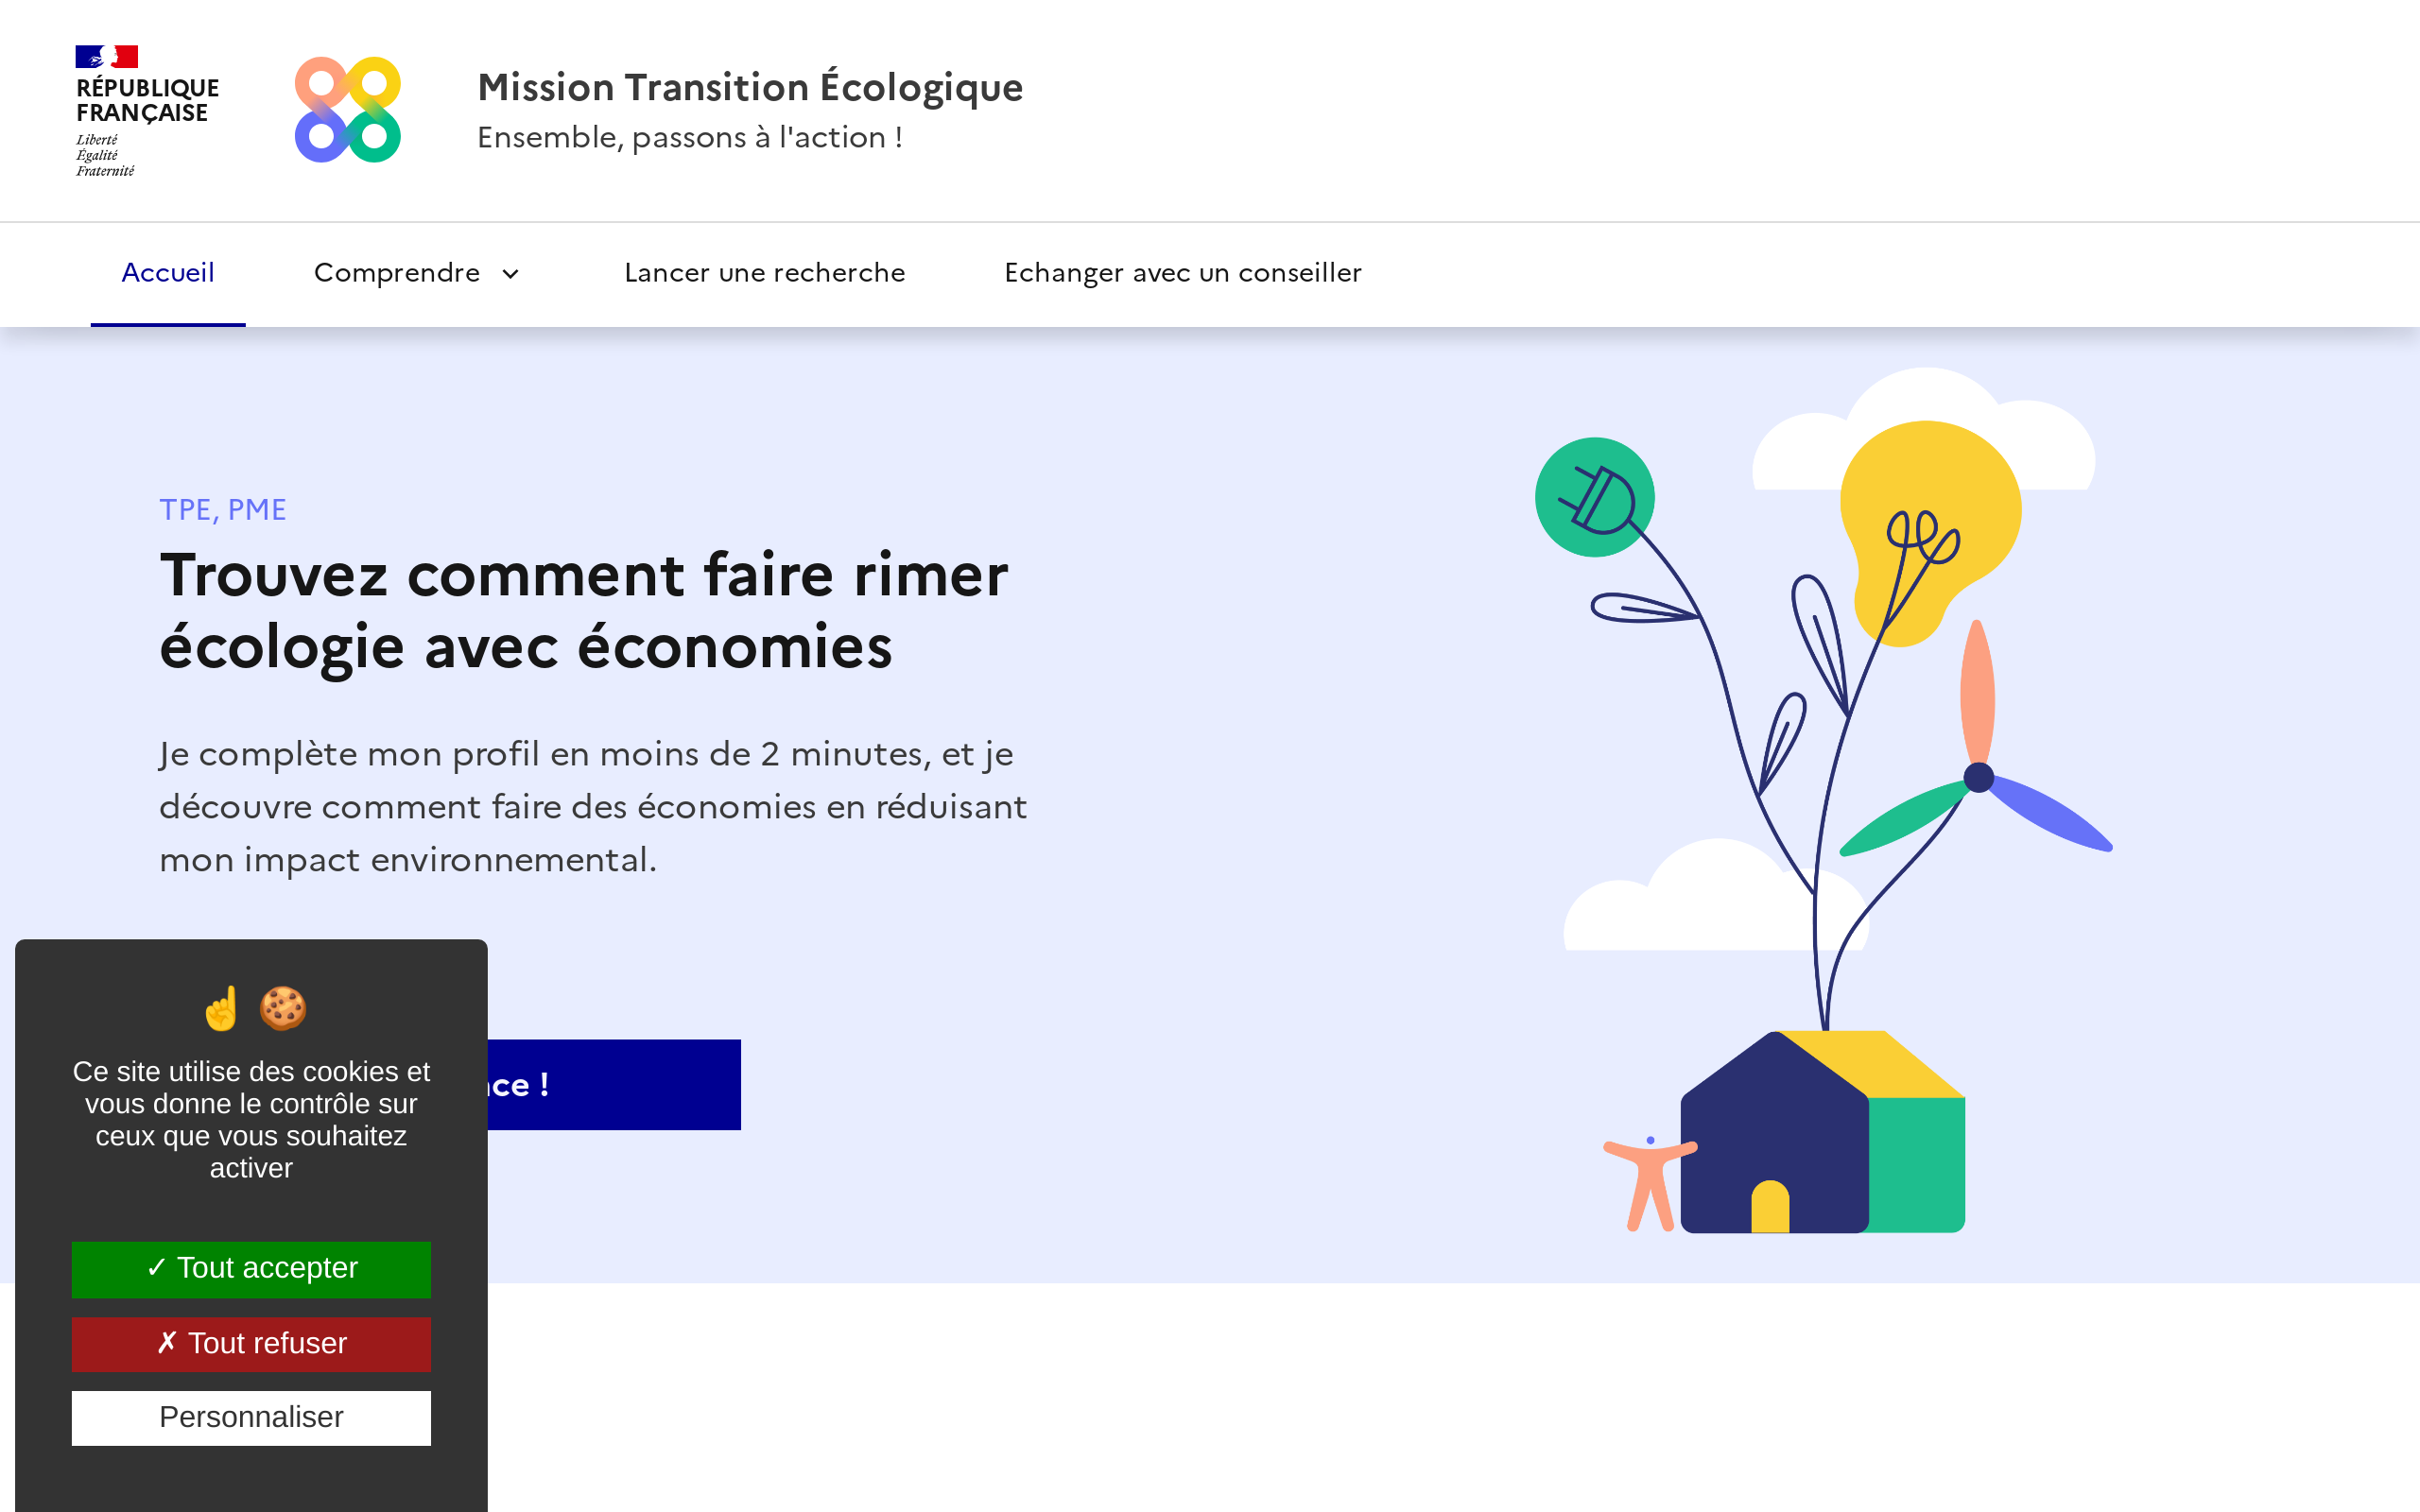 RÉPUBLIQUE
FRANÇAISE
Liberté
Égalité
Fraternité
Mission Transition Écologique
Ensemble, passons à l'action !
Accueil
Comprendre
Lancer une recherche
Echanger avec un conseiller
TPE, PME
Trouvez comment faire rimer
écologie avec économies
Je complète mon profil en moins de 2 minutes, et je
découvre comment faire des économies en réduisant
mon impact environnemental.
☝️ 🍪
Ce site utilise des cookies et
vous donne le contrôle sur
ceux que vous souhaitez
activer
✓ Tout accepter
✗ Tout refuser
Personnaliser